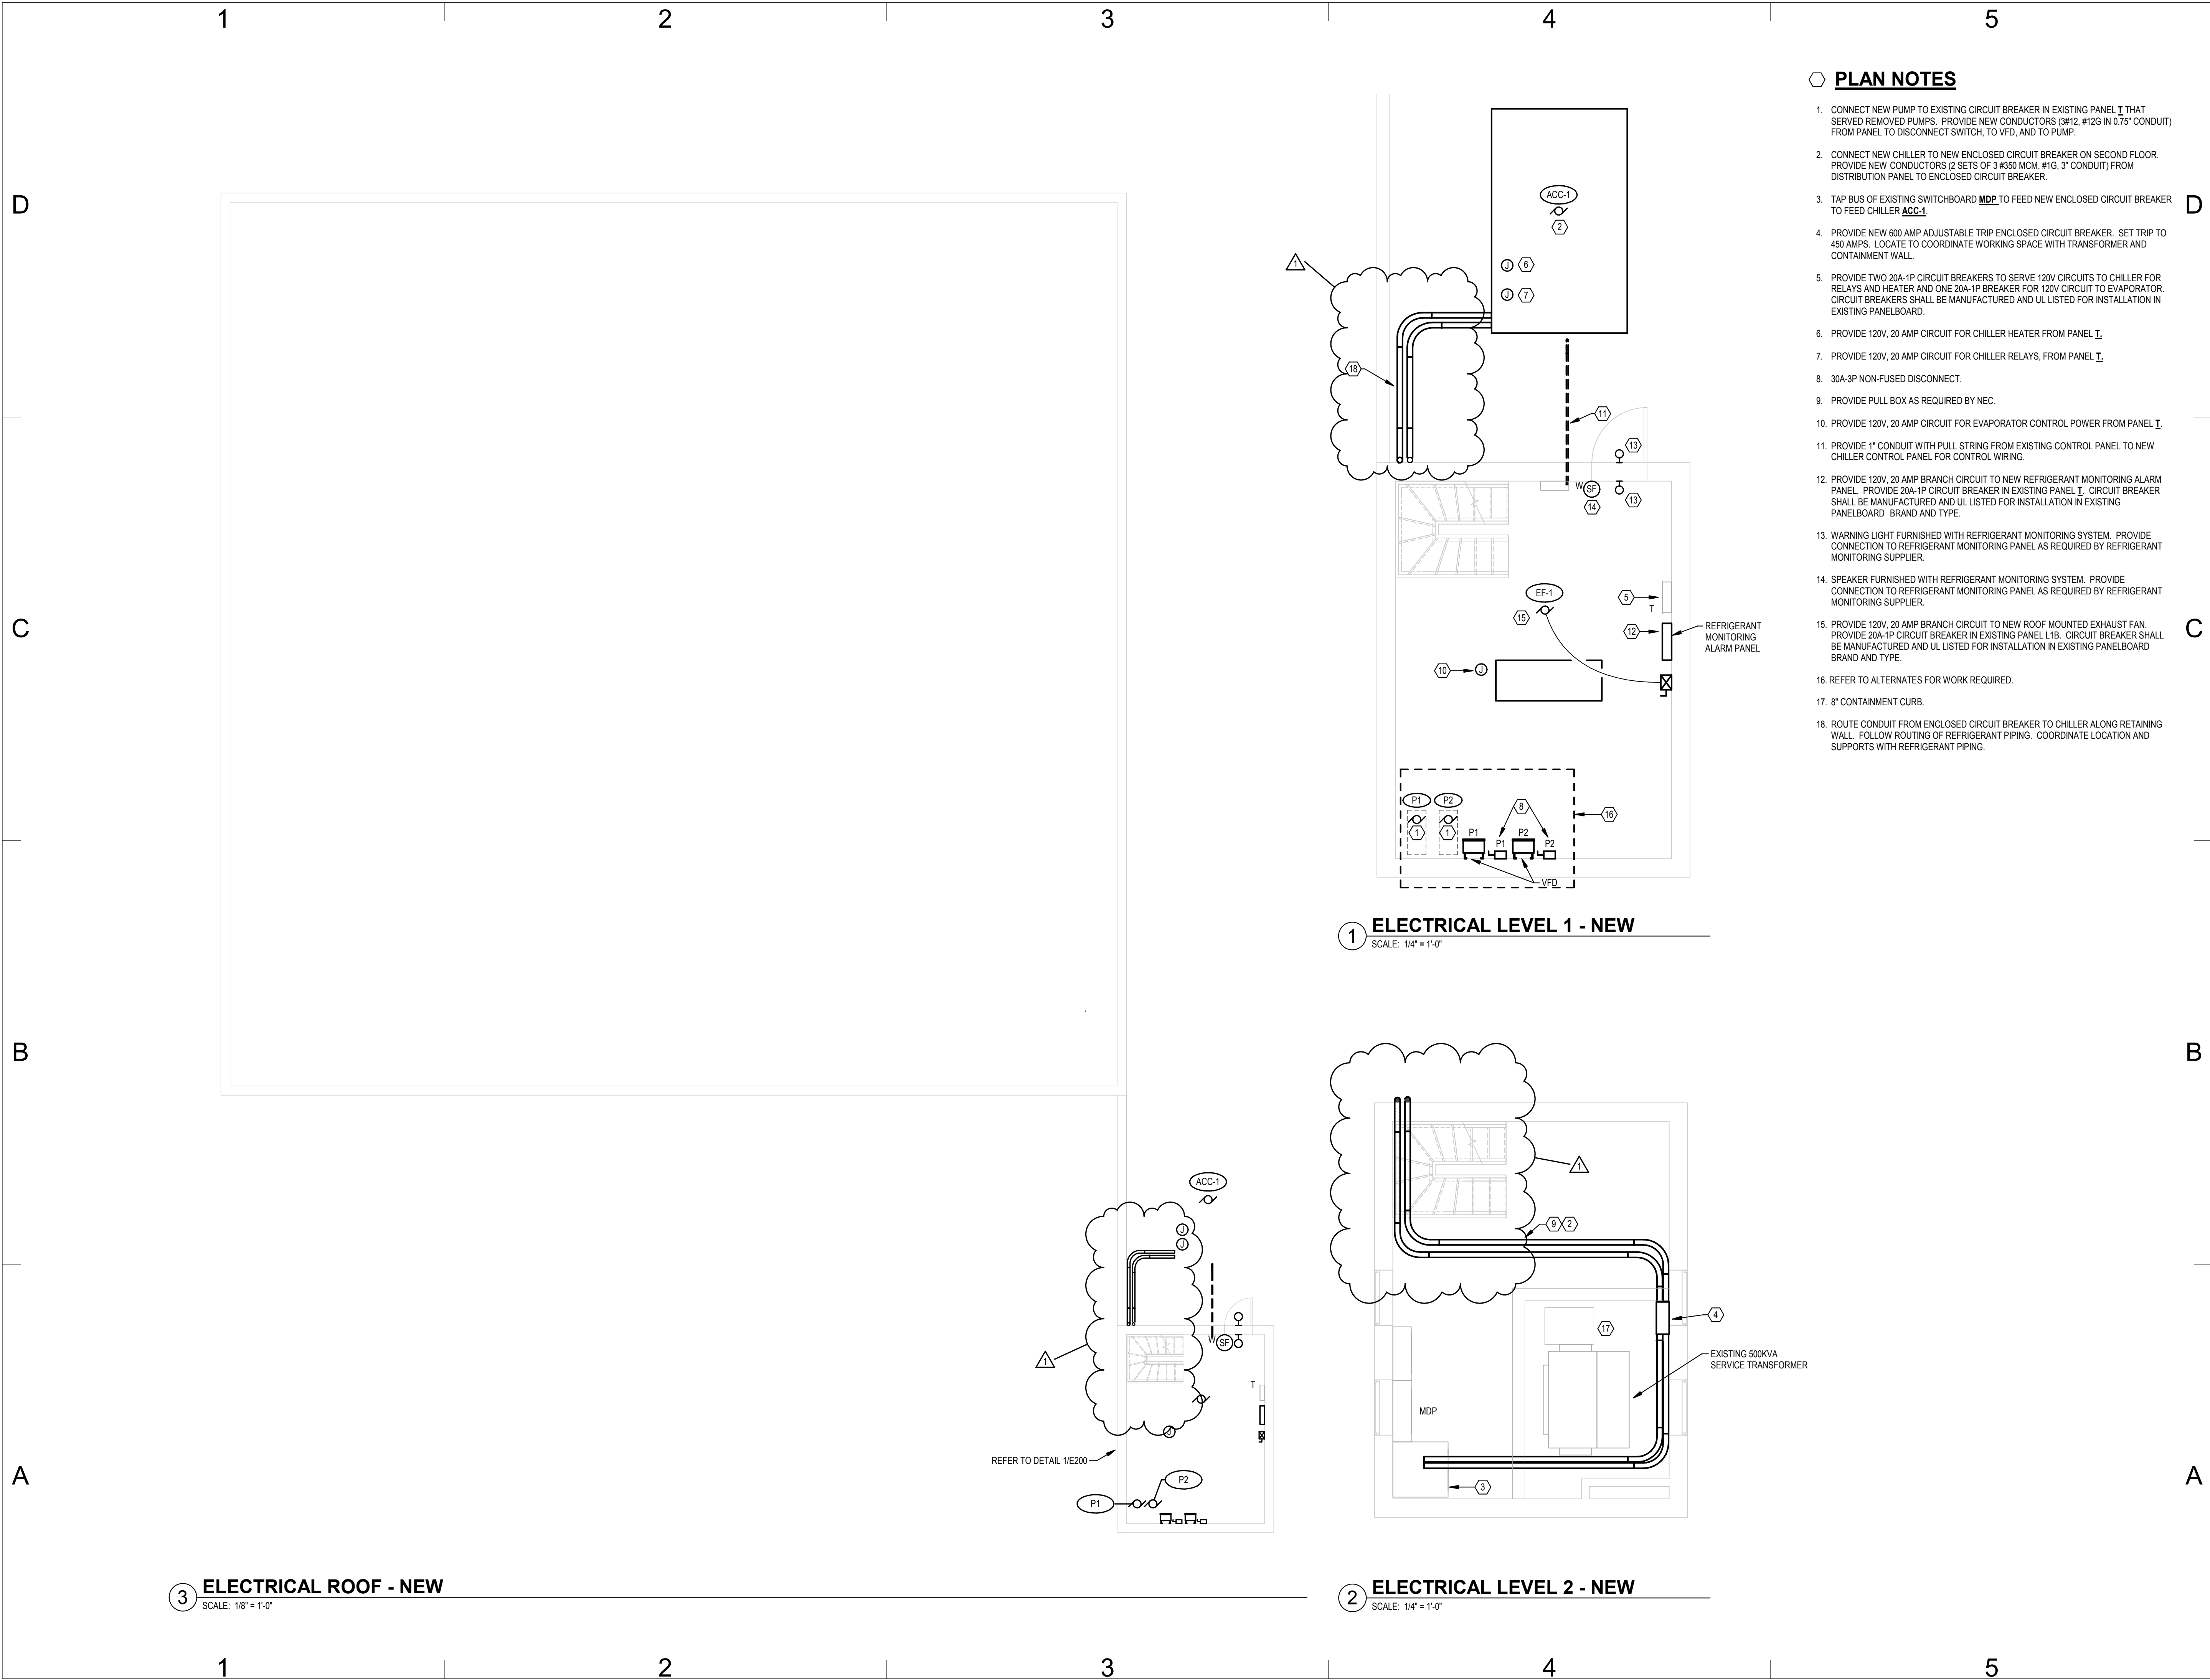 1 2 3 4 5
D
C
B
A
PLAN NOTES
1. CONNECT NEW PUMP TO EXISTING CIRCUIT BREAKER IN EXISTING PANEL T THAT
SERVED REMOVED PUMPS. PROVIDE NEW CONDUCTORS (3#12, #12G IN 0.75" CONDUIT)
FROM PANEL TO DISCONNECT SWITCH, TO VFD, AND TO PUMP.
2. CONNECT NEW CHILLER TO NEW ENCLOSED CIRCUIT BREAKER ON SECOND FLOOR.
PROVIDE NEW CONDUCTORS (2 SETS OF 3 #350 MCM, #1G, 3" CONDUIT) FROM
DISTRIBUTION PANEL TO ENCLOSED CIRCUIT BREAKER.
3. TAP BUS OF EXISTING SWITCHBOARD MDP TO FEED NEW ENCLOSED CIRCUIT BREAKER
TO FEED CHILLER ACC-1.
4. PROVIDE NEW 600 AMP ADJUSTABLE TRIP ENCLOSED CIRCUIT BREAKER. SET TRIP TO
450 AMPS. LOCATE TO COORDINATE WORKING SPACE WITH TRANSFORMER AND
CONTAINMENT WALL.
5. PROVIDE TWO 20A-1P CIRCUIT BREAKERS TO SERVE 120V CIRCUITS TO CHILLER FOR
RELAYS AND HEATER AND ONE 20A-1P BREAKER FOR 120V CIRCUIT TO EVAPORATOR.
CIRCUIT BREAKERS SHALL BE MANUFACTURED AND UL LISTED FOR INSTALLATION IN
EXISTING PANELBOARD.
6. PROVIDE 120V, 20 AMP CIRCUIT FOR CHILLER HEATER FROM PANEL T.
7. PROVIDE 120V, 20 AMP CIRCUIT FOR CHILLER RELAYS, FROM PANEL T.
8. 30A-3P NON-FUSED DISCONNECT.
9. PROVIDE PULL BOX AS REQUIRED BY NEC.
10. PROVIDE 120V, 20 AMP CIRCUIT FOR EVAPORATOR CONTROL POWER FROM PANEL T.
11. PROVIDE 1" CONDUIT WITH PULL STRING FROM EXISTING CONTROL PANEL TO NEW
CHILLER CONTROL PANEL FOR CONTROL WIRING.
12. PROVIDE 120V, 20 AMP BRANCH CIRCUIT TO NEW REFRIGERANT MONITORING ALARM
PANEL. PROVIDE 20A-1P CIRCUIT BREAKER IN EXISTING PANEL T. CIRCUIT BREAKER
SHALL BE MANUFACTURED AND UL LISTED FOR INSTALLATION IN EXISTING
PANELBOARD BRAND AND TYPE.
13. WARNING LIGHT FURNISHED WITH REFRIGERANT MONITORING SYSTEM. PROVIDE
CONNECTION TO REFRIGERANT MONITORING PANEL AS REQUIRED BY REFRIGERANT
MONITORING SUPPLIER.
14. SPEAKER FURNISHED WITH REFRIGERANT MONITORING SYSTEM. PROVIDE
CONNECTION TO REFRIGERANT MONITORING PANEL AS REQUIRED BY REFRIGERANT
MONITORING SUPPLIER.
15. PROVIDE 120V, 20 AMP BRANCH CIRCUIT TO NEW ROOF MOUNTED EXHAUST FAN.
PROVIDE 20A-1P CIRCUIT BREAKER IN EXISTING PANEL L1B. CIRCUIT BREAKER SHALL
BE MANUFACTURED AND UL LISTED FOR INSTALLATION IN EXISTING PANELBOARD
BRAND AND TYPE.
16. REFER TO ALTERNATES FOR WORK REQUIRED.
17. 8" CONTAINMENT CURB.
18. ROUTE CONDUIT FROM ENCLOSED CIRCUIT BREAKER TO CHILLER ALONG RETAINING
WALL. FOLLOW ROUTING OF REFRIGERANT PIPING. COORDINATE LOCATION AND
SUPPORTS WITH REFRIGERANT PIPING.
ACC-1
2
1
J 6
J 7
18
11
13
W SF
13
14
EF-1
15
5
T
12
REFRIGERANT
MONITORING
ALARM PANEL
10 J
P1 P2
8
16
1 1
P1 P1 P2 P2
VFD
1 ELECTRICAL LEVEL 1 - NEW
SCALE: 1/4" = 1'-0"
1
9 2
4
17
EXISTING 500KVA
SERVICE TRANSFORMER
MDP
3
2 ELECTRICAL LEVEL 2 - NEW
SCALE: 1/4" = 1'-0"
ACC-1
J
J
W SF
1
T
J
REFER TO DETAIL 1/E200
P2
P1
3 ELECTRICAL ROOF - NEW
SCALE: 1/8" = 1'-0"
D
C
B
A
1 2 3 4 5